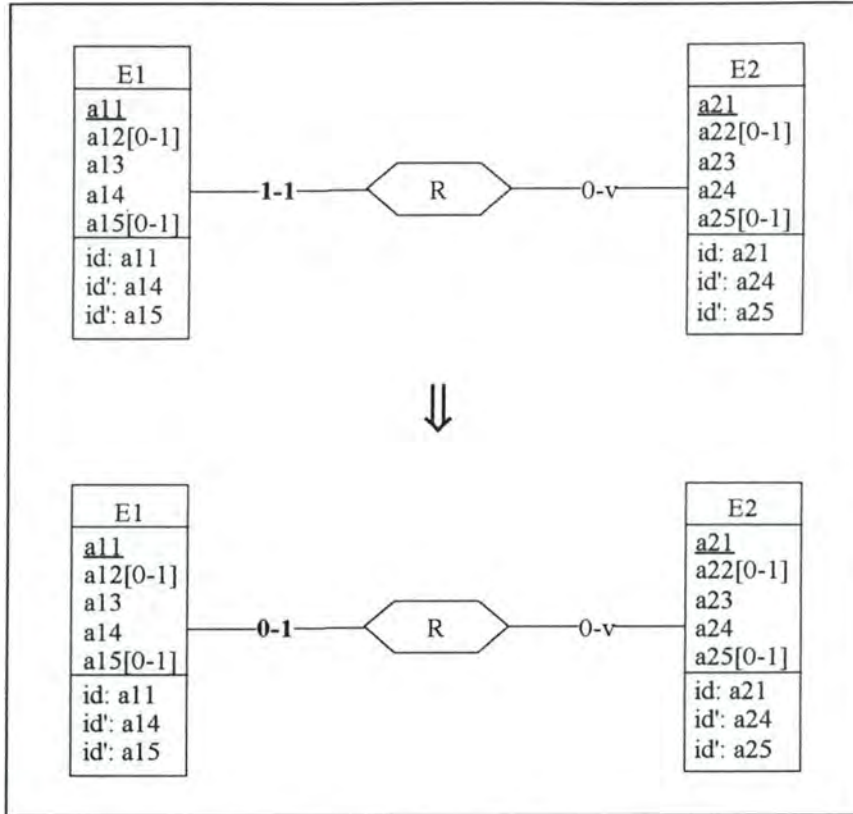 E1
a11
a12[0-1]
a13
a14
a15[0-1]
id: a11
id': a14
id': a15
1-1
R
0-v
E2
a21
a22[0-1]
a23
a24
a25[0-1]
id: a21
id': a24
id': a25
⇓
E1
a11
a12[0-1]
a13
a14
a15[0-1]
id: a11
id': a14
id': a15
0-1
R
0-v
E2
a21
a22[0-1]
a23
a24
a25[0-1]
id: a21
id': a24
id': a25